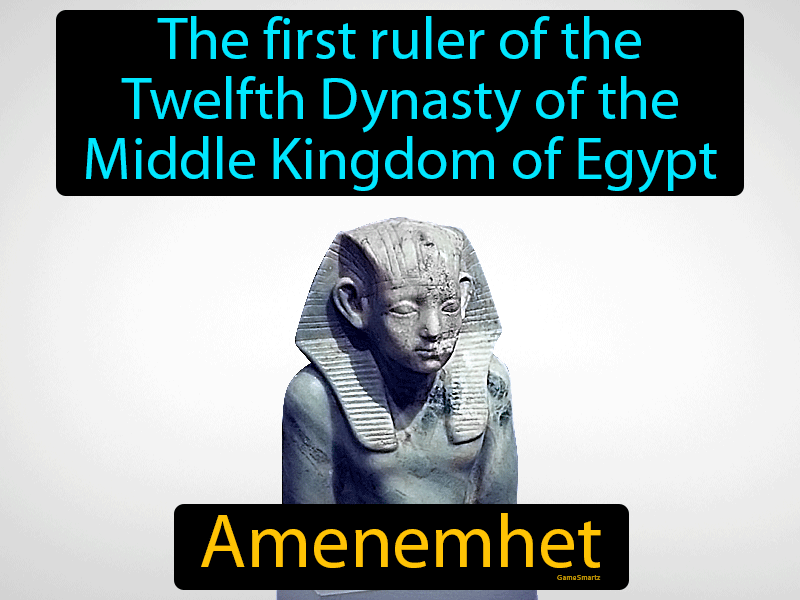 The first ruler of the
Twelfth Dynasty of the
Middle Kingdom of Egypt
Amenemhet
GameSmartz